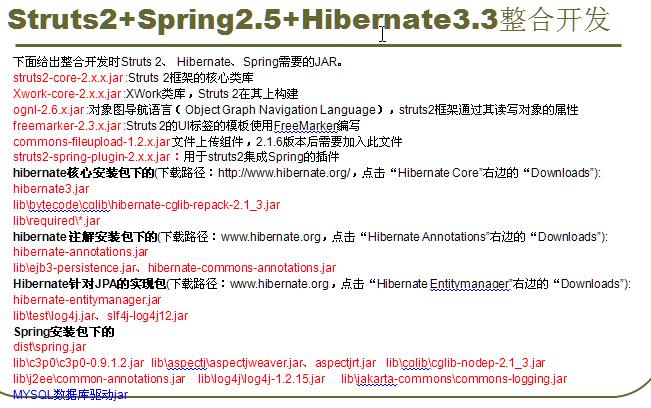 Struts2+Spring2.5+Hibernate3.3整合开发
下面给出整合开发时Struts 2、 Hibernate、Spring需要的JAR。
struts2-core-2.x.x.jar :Struts 2框架的核心类库
Xwork-core-2.x.x.jar :XWork类库，Struts 2在其上构建
ognl-2.6.x.jar :对象图导航语言（Object Graph Navigation Language），struts2框架通过其读写对象的属性
freemarker-2.3.x.jar :Struts 2的UI标签的模板使用FreeMarker编写
commons-fileupload-1.2.x.jar 文件上传组件，2.1.6版本后需要加入此文件
struts2-spring-plugin-2.x.x.jar ：用于struts2集成Spring的插件
hibernate核心安装包下的(下载路径：http://www.hibernate.org/，点击“Hibernate Core”右边的“Downloads”):
hibernate3.jar
lib\bytecode\cglib\hibernate-cglib-repack-2.1_3.jar
lib\required\*.jar
hibernate 注解安装包下的(下载路径：www.hibernate.org，点击“Hibernate Annotations”右边的“Downloads”):
hibernate-annotations.jar
lib\ejb3-persistence.jar、hibernate-commons-annotations.jar
Hibernate针对JPA的实现包(下载路径：www.hibernate.org，点击“Hibernate Entitymanager”右边的“Downloads”):
hibernate-entitymanager.jar
lib\test\log4j.jar、slf4j-log4j12.jar
Spring安装包下的
dist\spring.jar
lib\c3p0\c3p0-0.9.1.2.jar lib\aspectj\aspectjweaver.jar、aspectjrt.jar lib\cglib\cglib-nodep-2.1_3.jar
lib\j2ee\common-annotations.jar lib\log4j\log4j-1.2.15.jar lib\jakarta-commons\commons-logging.jar
MYSQL数据库驱动jar